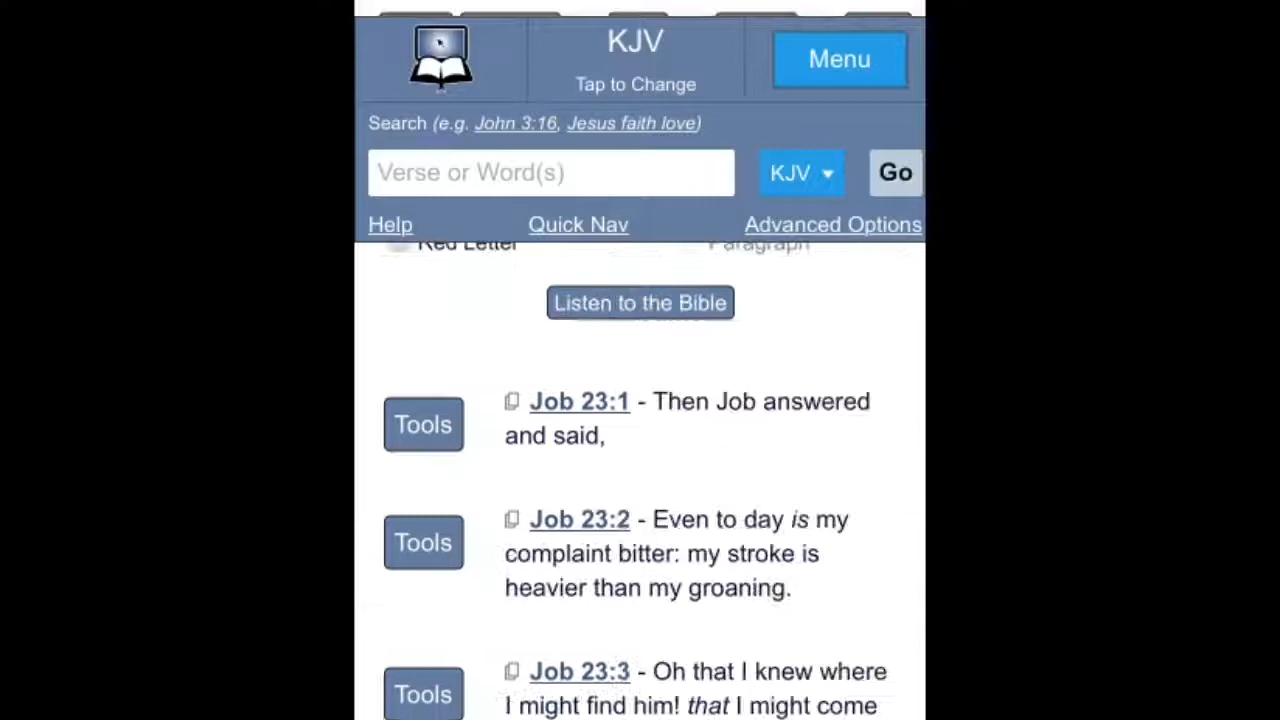 KJV
Tap to Change
Menu
Search (e.g. John 3:16, Jesus faith love)
Verse or Word(s)
KJV
Go
Help
Quick Nav
Advanced Options
Red Letter
Paragraph
Listen to the Bible
Tools
Job 23:1 - Then Job answered
and said,
Tools
Job 23:2 - Even to day is my
complaint bitter: my stroke is
heavier than my groaning.
Tools
Job 23:3 - Oh that I knew where
I might find him! that I might come